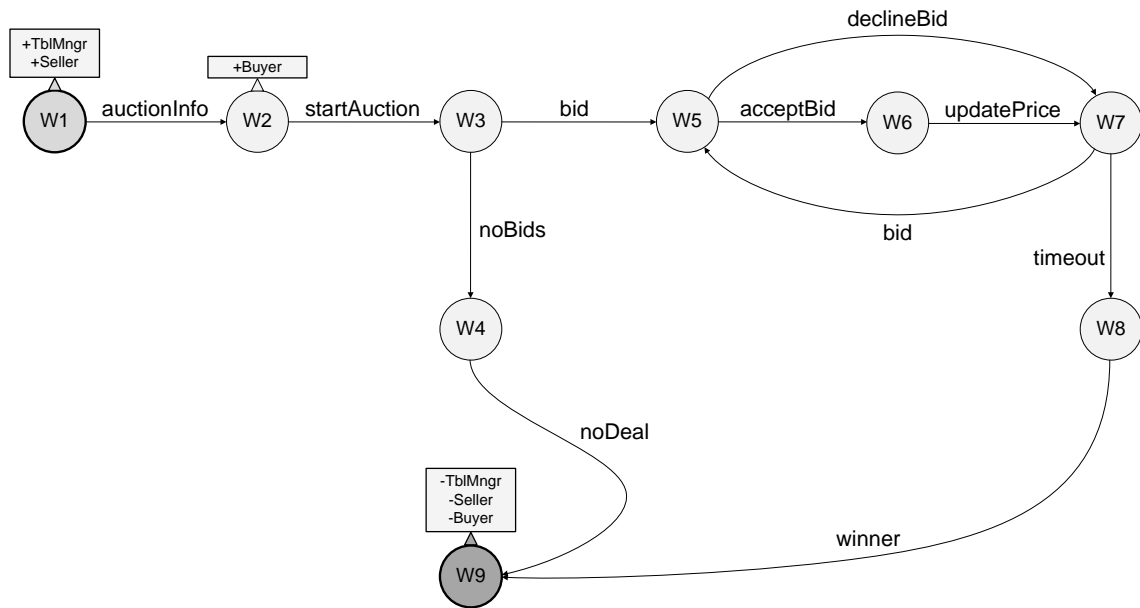 +TblMngr
+Seller
+Buyer
declineBid
W1
auctionInfo
W2
startAuction
W3
bid
W5
acceptBid
W6
updatePrice
W7
noBids
bid
timeout
W4
W8
noDeal
-TblMngr
-Seller
-Buyer
winner
W9